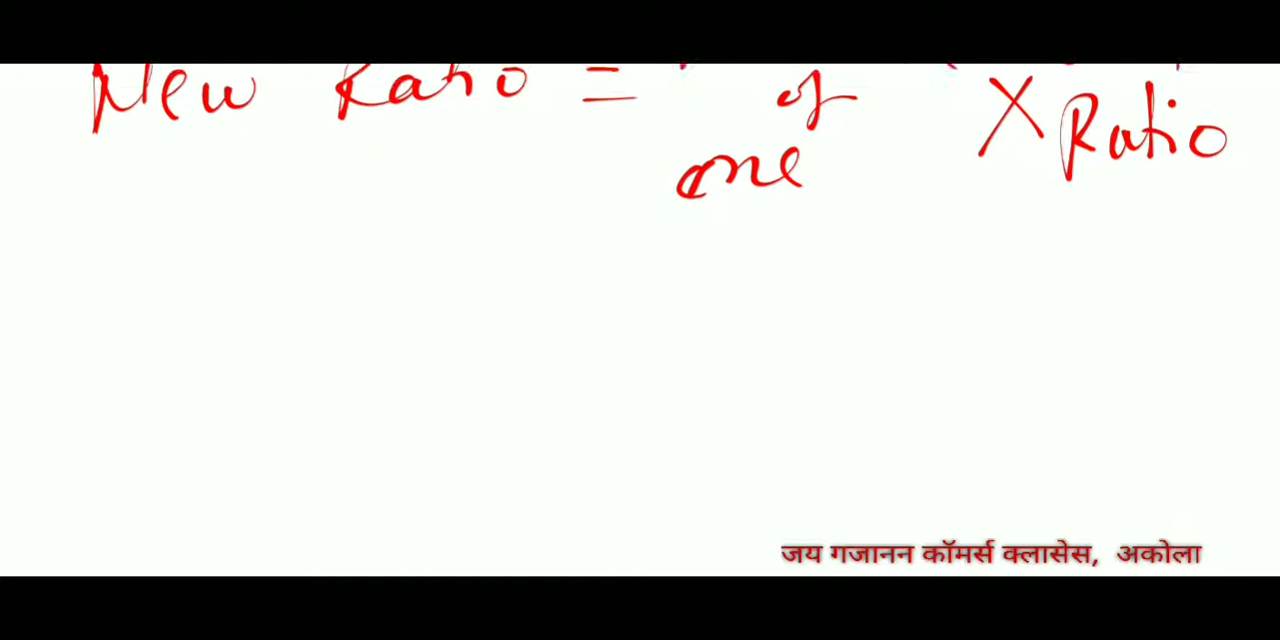 New Ratio =
of
one
X Ratio
जय गजानन कॉमर्स क्लासेस, अकोला